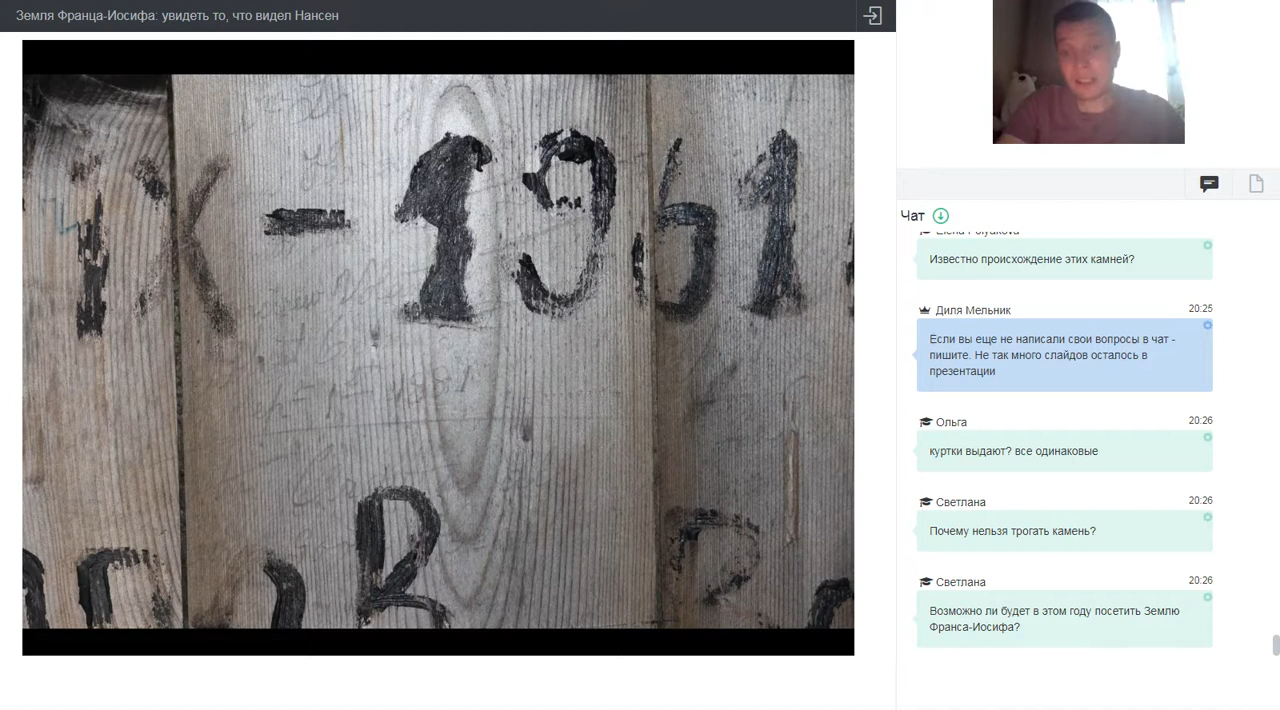 Земля Франца-Иосифа: увидеть то, что видел Нансен
IX-1961
Чат
Elena Polyakova
Известно происхождение этих камней?
Диля Мельник 20:25
Если вы еще не написали свои вопросы в чат -
пишите. Не так много слайдов осталось в
презентации
Ольга 20:26
куртки выдают? все одинаковые
Светлана 20:26
Почему нельзя трогать камень?
Светлана 20:26
Возможно ли будет в этом году посетить Землю
Франса-Иосифа?